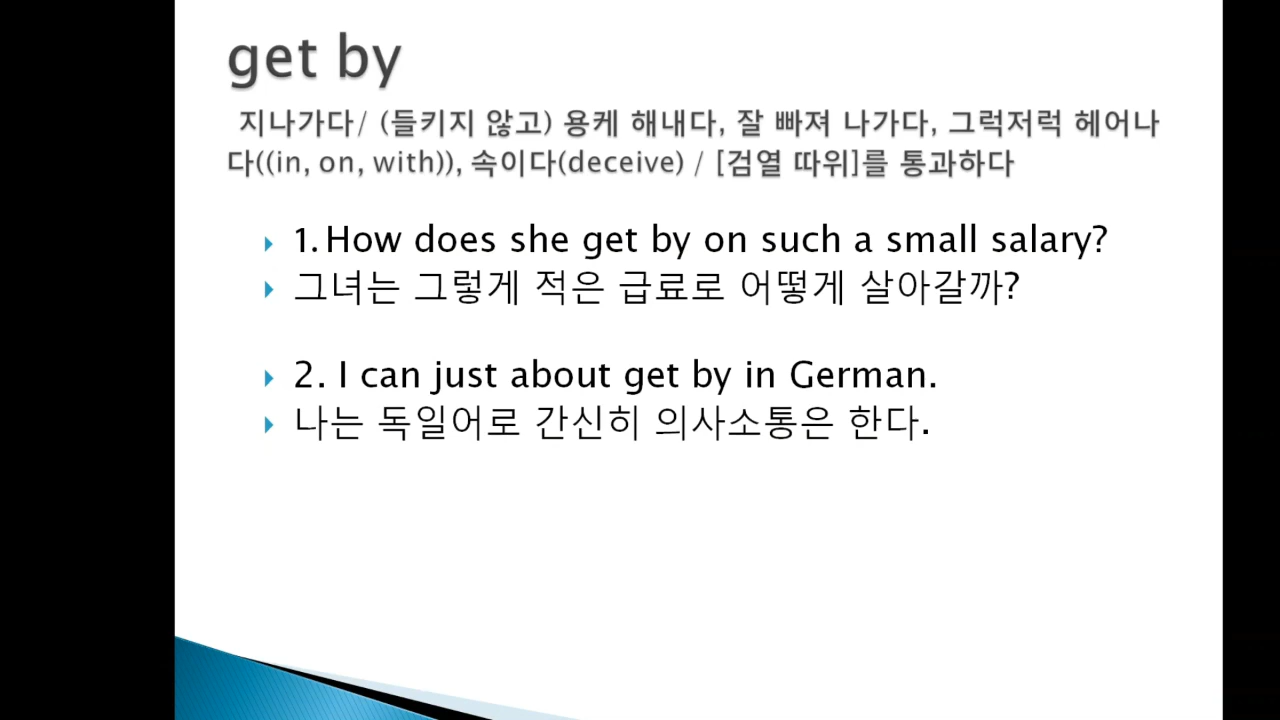 get by
지나가다/ (들키지 않고) 용케 해내다, 잘 빠져 나가다, 그럭저럭 헤어나
다((in, on, with)), 속이다(deceive) / [검열 따위]를 통과하다
1. How does she get by on such a small salary?
그녀는 그렇게 적은 급료로 어떻게 살아갈까?
2. I can just about get by in German.
나는 독일어로 간신히 의사소통은 한다.